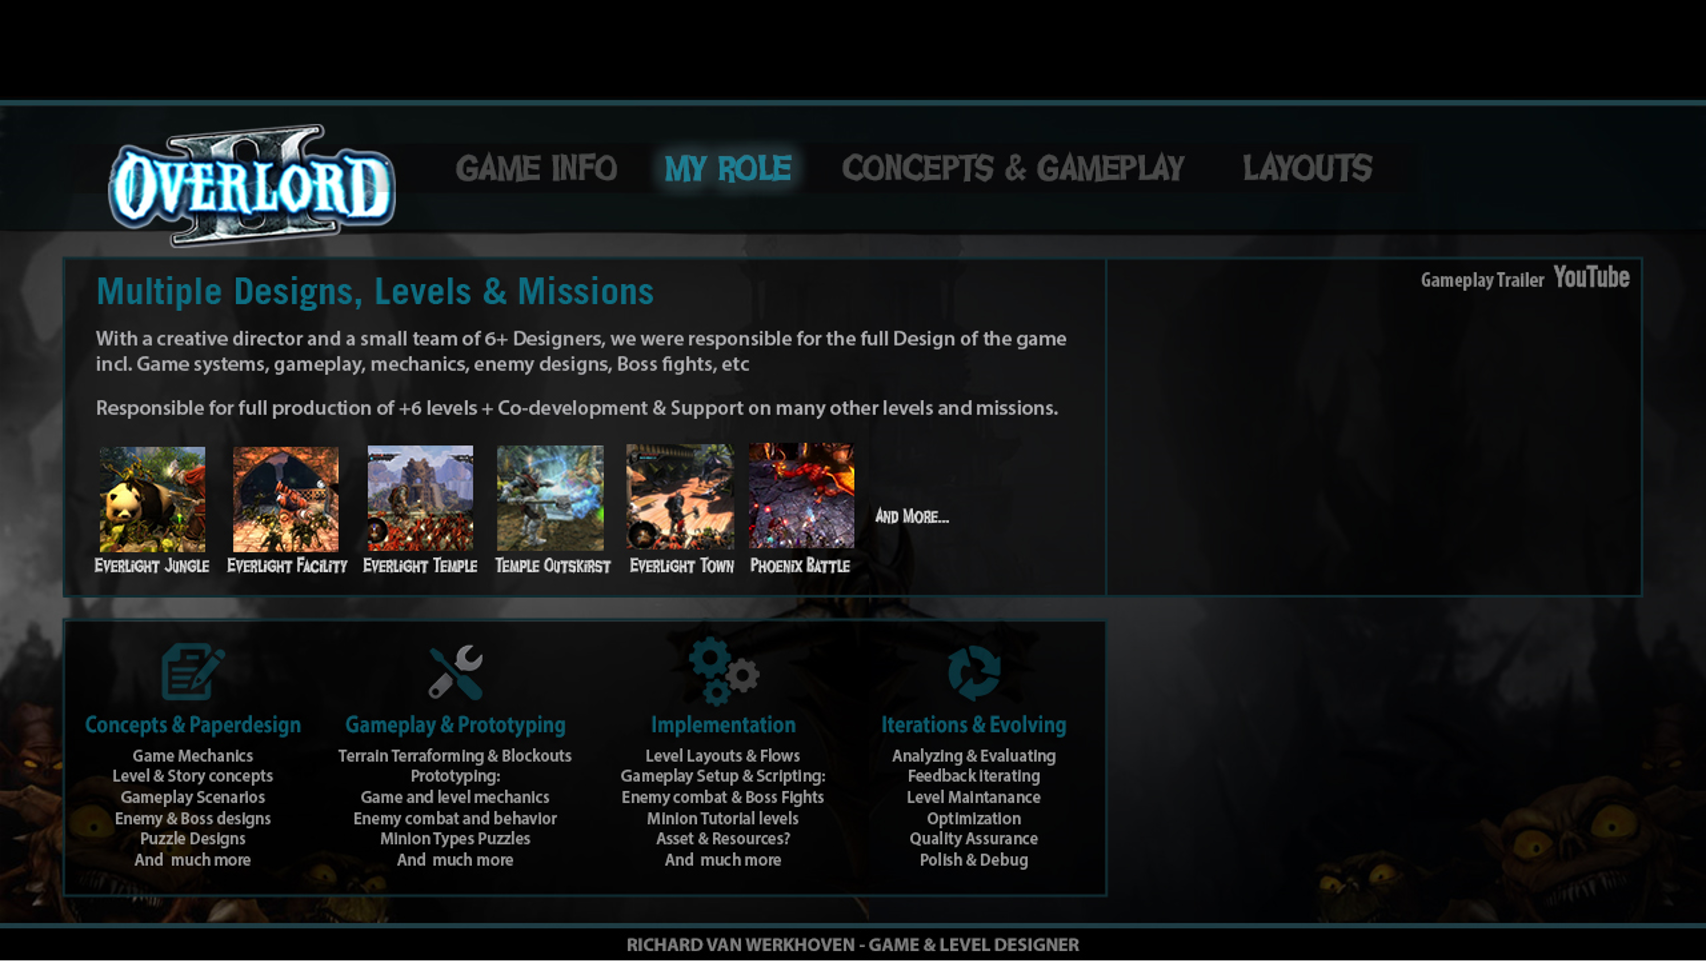 OVERLORD II
GAME INFO
MY ROLE
CONCEPTS & GAMEPLAY
LAYOUTS
Multiple Designs, Levels & Missions
With a creative director and a small team of 6+ Designers, we were responsible for the full Design of the game
incl. Game systems, gameplay, mechanics, enemy designs, Boss fights, etc
Responsible for full production of +6 levels + Co-development & Support on many other levels and missions.
Everlight Jungle
Everlight Facility
Everlight Temple
Temple Outskirst
Everlight Town
Phoenix Battle
And More...
Gameplay Trailer YouTube
Concepts & Paperdesign
Game Mechanics
Level & Story concepts
Gameplay Scenarios
Enemy & Boss designs
Puzzle Designs
And much more
Gameplay & Prototyping
Terrain Terraforming & Blockouts
Prototyping:
Game and level mechanics
Enemy combat and behavior
Minion Types Puzzles
And much more
Implementation
Level Layouts & Flows
Gameplay Setup & Scripting:
Enemy combat & Boss Fights
Minion Tutorial levels
Asset & Resources?
And much more
Iterations & Evolving
Analyzing & Evaluating
Feedback iterating
Level Maintanance
Optimization
Quality Assurance
Polish & Debug
RICHARD VAN WERKHOVEN - GAME & LEVEL DESIGNER